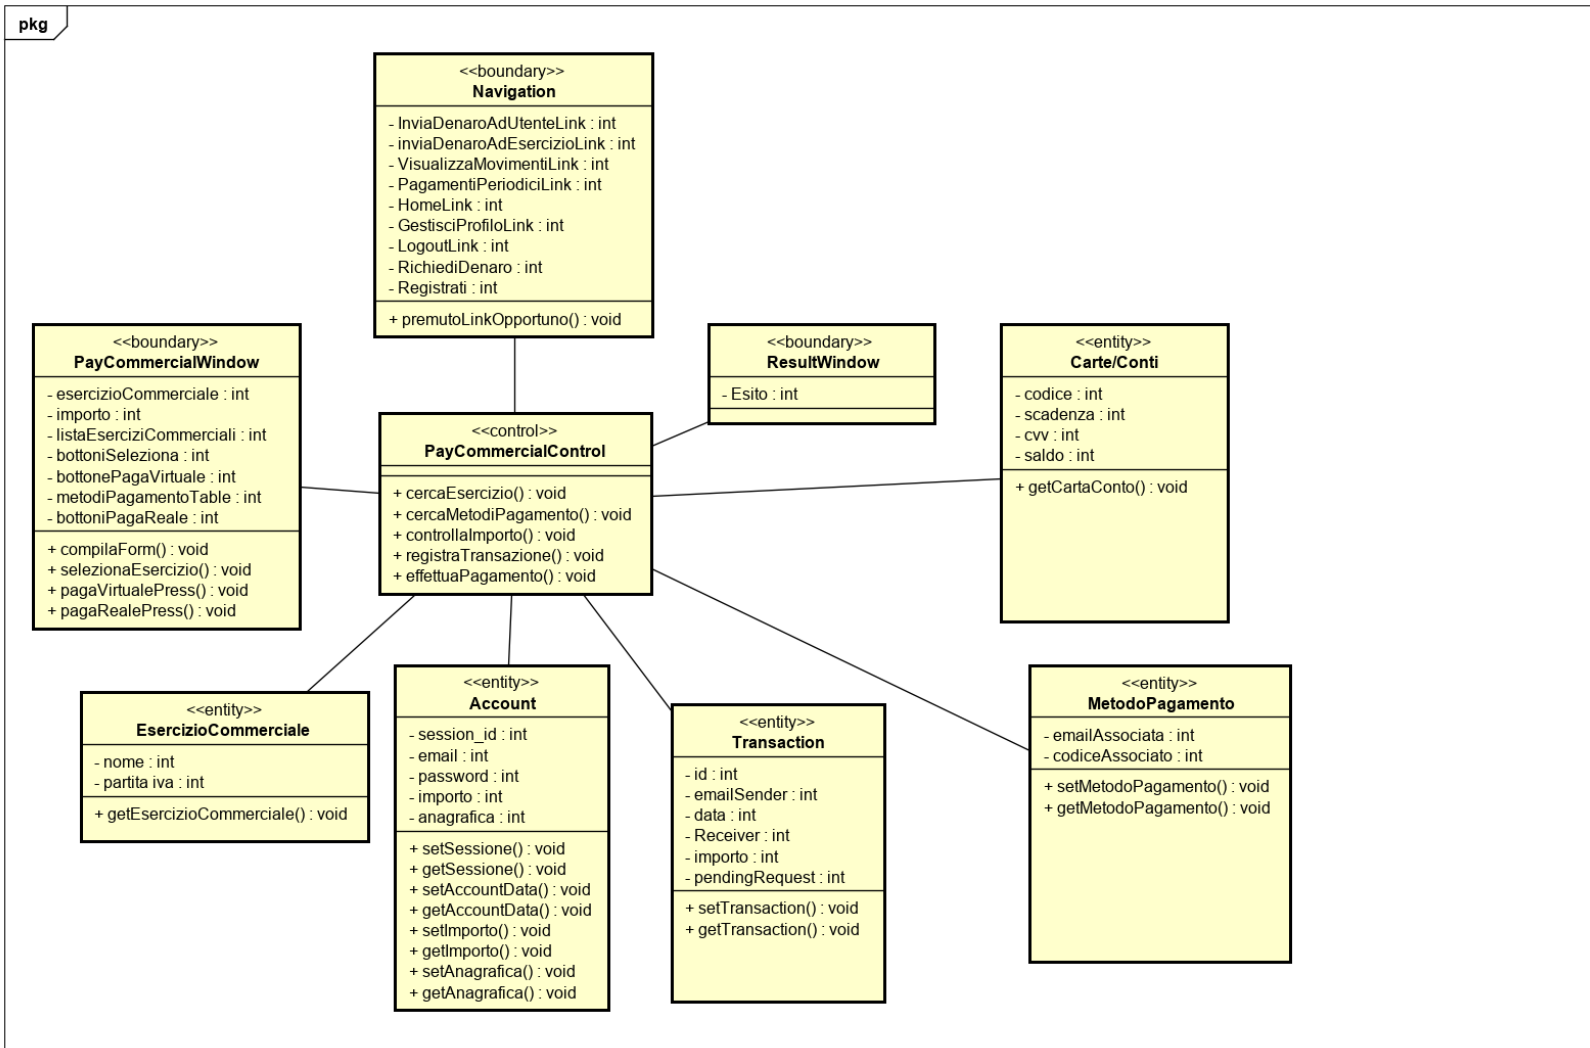 pkg
<<boundary>>
Navigation
- InviaDenaroAdUtenteLink : int
- inviaDenaroAdEsercizioLink : int
- VisualizzaMovimentiLink : int
- PagamentiPeriodiciLink : int
- HomeLink : int
- GestisciProfiloLink : int
- LogoutLink : int
- RichiediDenaro : int
- Registrati : int
+ premutoLinkOpportuno() : void
<<boundary>>
PayCommercialWindow
- esercizioCommerciale : int
- importo : int
- listaEserciziCommerciali : int
- bottoniSeleziona : int
- bottonePagaVirtuale : int
- metodiPagamentoTable : int
- bottoniPagaReale : int
+ compilaForm() : void
+ selezionaEsercizio() : void
+ pagaVirtualePress() : void
+ pagaRealePress() : void
<<control>>
PayCommercialControl
+ cercaEsercizio() : void
+ cercaMetodiPagamento() : void
+ controllaImporto() : void
+ registraTransazione() : void
+ effettuaPagamento() : void
<<boundary>>
ResultWindow
- Esito : int
<<entity>>
Carte/Conti
- codice : int
- scadenza : int
- cvv : int
- saldo : int
+ getCartaConto() : void
<<entity>>
EsercizioCommerciale
- nome : int
- partita iva : int
+ getEsercizioCommerciale() : void
<<entity>>
Account
- session_id : int
- email : int
- password : int
- importo : int
- anagrafica : int
+ setSessione() : void
+ getSessione() : void
+ setAccountData() : void
+ getAccountData() : void
+ setImporto() : void
+ getImporto() : void
+ setAnagrafica() : void
+ getAnagrafica() : void
<<entity>>
Transaction
- id : int
- emailSender : int
- data : int
- Receiver : int
- importo : int
- pendingRequest : int
+ setTransaction() : void
+ getTransaction() : void
<<entity>>
MetodoPagamento
- emailAssociata : int
- codiceAssociato : int
+ setMetodoPagamento() : void
+ getMetodoPagamento() : void